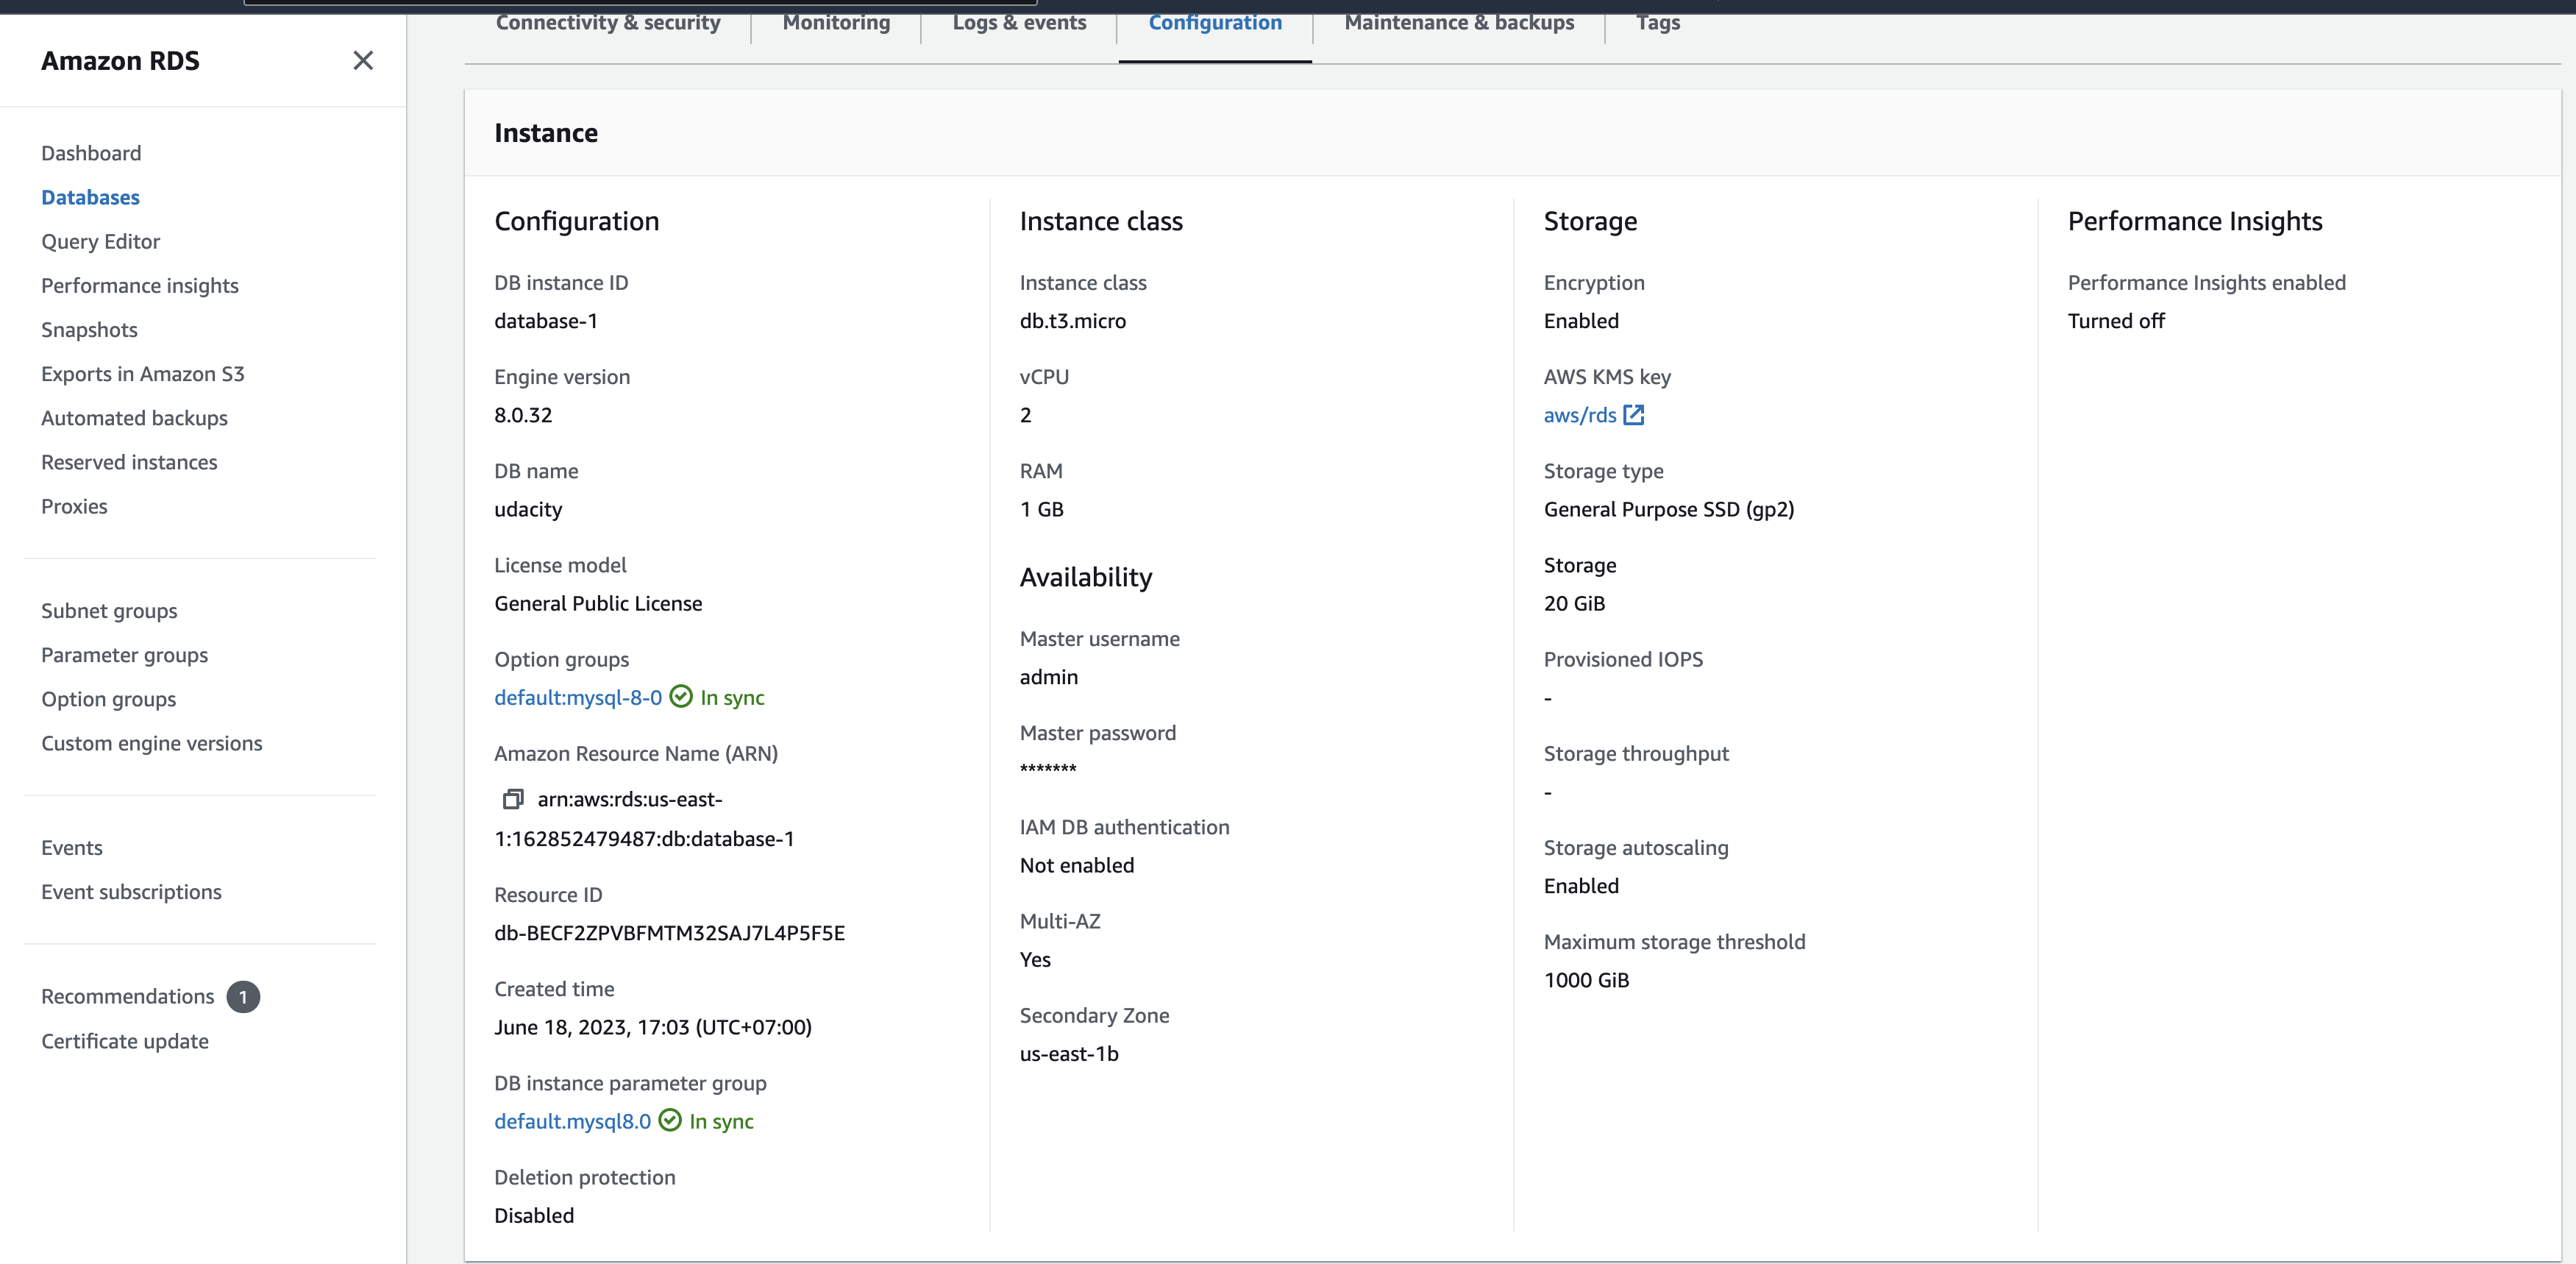 Connectivity & security
Monitoring
Logs & events
Configuration
Maintenance & backups
Tags
Amazon RDS
Dashboard
Databases
Query Editor
Performance insights
Snapshots
Exports in Amazon S3
Automated backups
Reserved instances
Proxies
Subnet groups
Parameter groups
Option groups
Custom engine versions
Events
Event subscriptions
Recommendations 1
Certificate update
Instance
Configuration
DB instance ID
database-1
Engine version
8.0.32
DB name
udacity
License model
General Public License
Option groups
default:mysql-8-0 In sync
Amazon Resource Name (ARN)
arn:aws:rds:us-east-
1:162852479487:db:database-1
Resource ID
db-BECF2ZPVBFMTM32SAJ7L4P5F5E
Created time
June 18, 2023, 17:03 (UTC+07:00)
DB instance parameter group
default.mysql8.0 In sync
Deletion protection
Disabled
Instance class
Instance class
db.t3.micro
vCPU
2
RAM
1 GB
Availability
Master username
admin
Master password
*******
IAM DB authentication
Not enabled
Multi-AZ
Yes
Secondary Zone
us-east-1b
Storage
Encryption
Enabled
AWS KMS key
aws/rds
Storage type
General Purpose SSD (gp2)
Storage
20 GiB
Provisioned IOPS
-
Storage throughput
-
Storage autoscaling
Enabled
Maximum storage threshold
1000 GiB
Performance Insights
Performance Insights enabled
Turned off